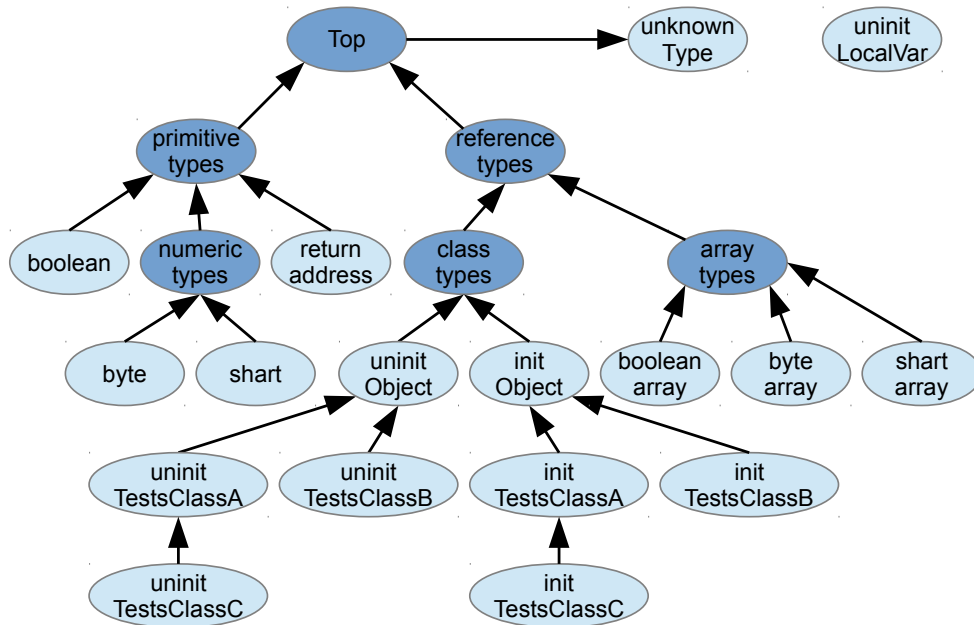 Top
unknown
Type
uninit
LocalVar
primitive
types
reference
types
boolean
numeric
types
return
address
class
types
array
types
byte
shart
uninit
Object
init
Object
boolean
array
byte
array
shart
array
uninit
TestsClassA
uninit
TestsClassB
init
TestsClassA
init
TestsClassB
uninit
TestsClassC
init
TestsClassC